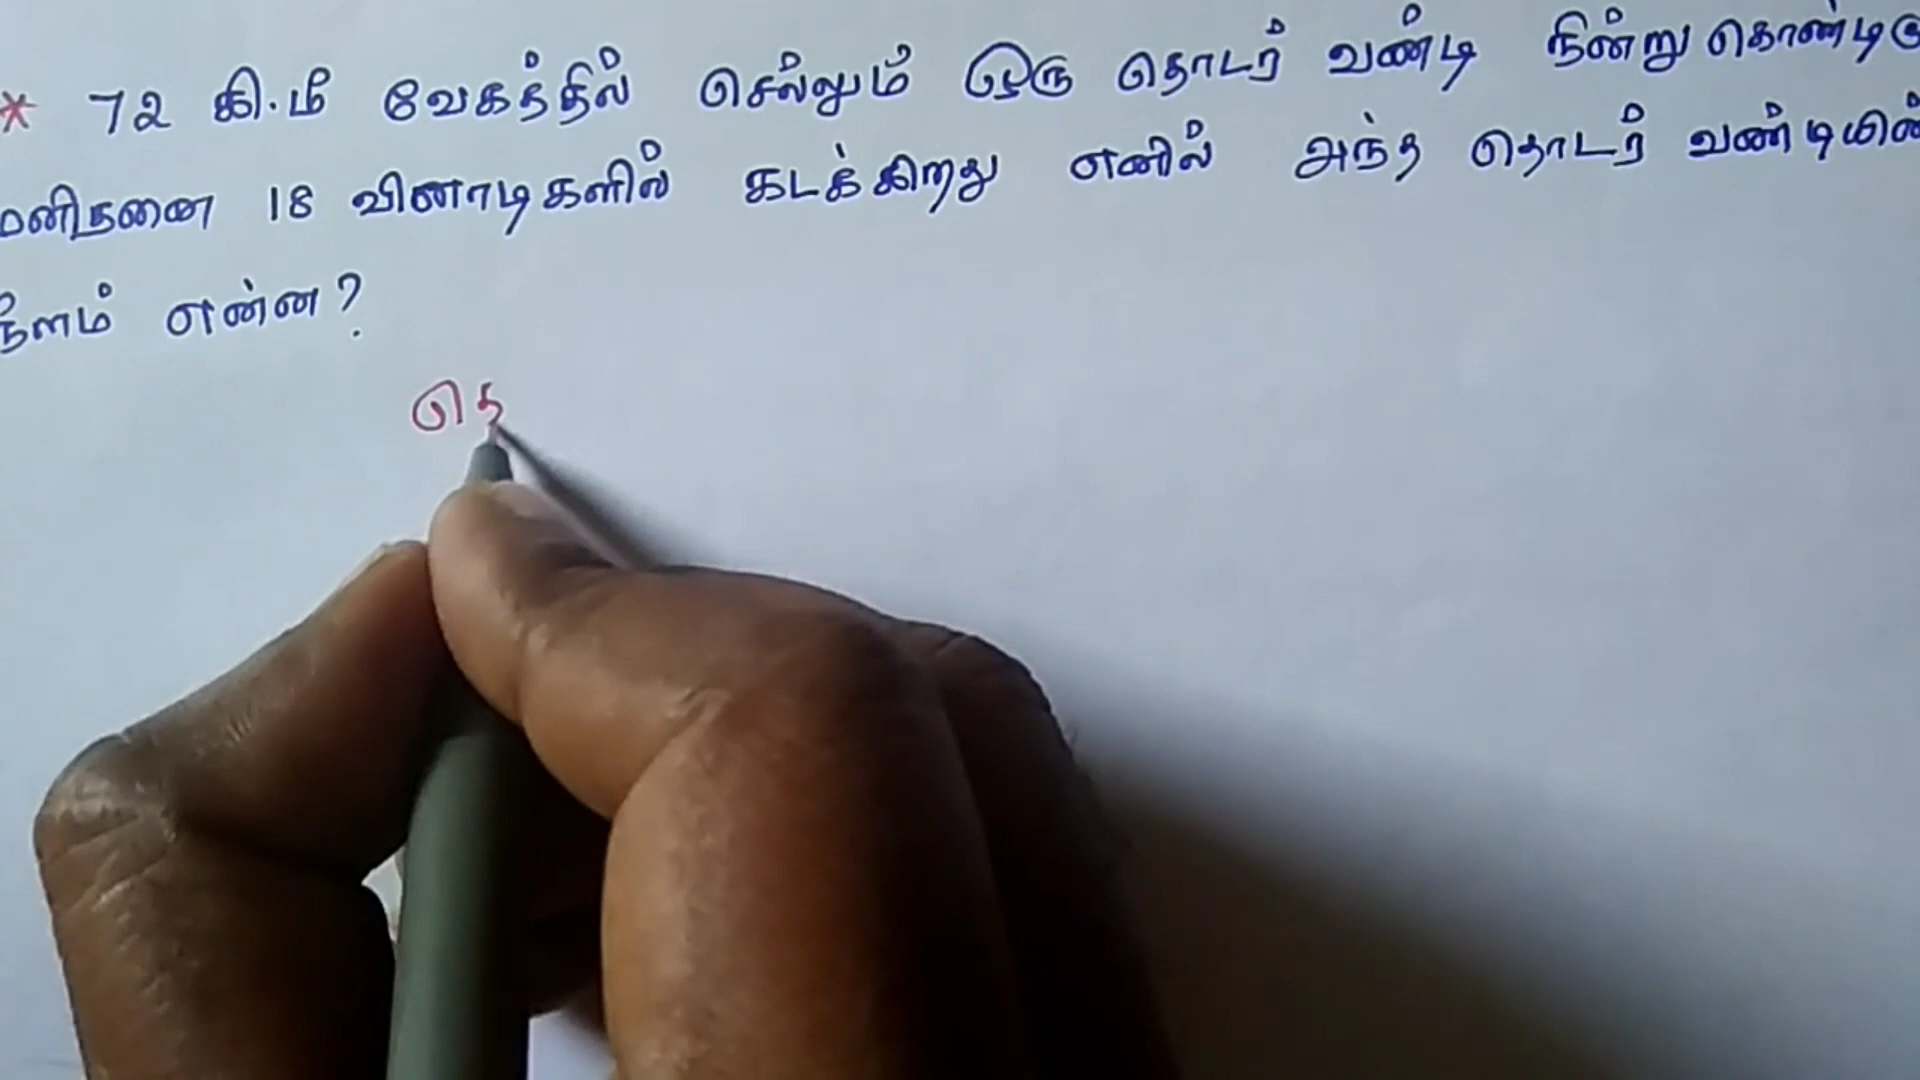 * 72 கி.மீ வேகத்தில் செல்லும் ஒரு தொடர் வண்டி நின்று கொண்டிரு
மனிதனை 18 வினாடிகளில் கடக்கிறது எனில் அந்த தொடர் வண்டியின்
நீளம் என்ன?
தெ